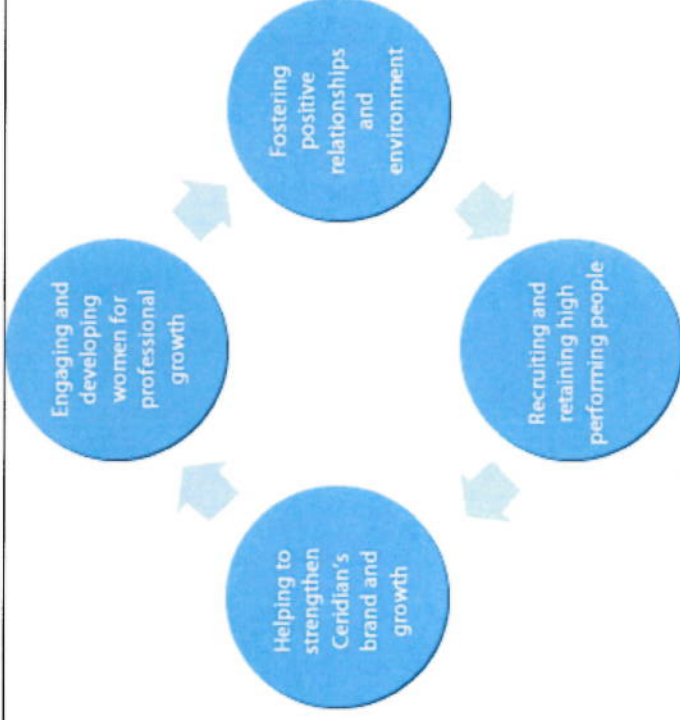 Engaging and
developing
women for
professional
growth
Fostering
positive
relationships
and
environment
Recruiting and
retaining high
performing people
Helping to
strengthen
Ceridian's
brand and
growth